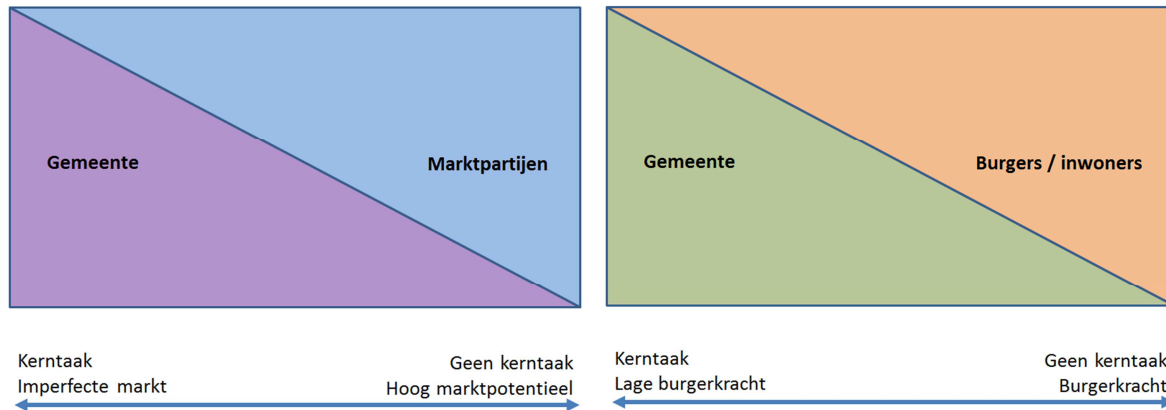 Gemeente
Marktpartijen
Kerntaak
Imperfecte markt
Geen kerntaak
Hoog marktpotentieel
Gemeente
Burgers / inwoners
Kerntaak
Lage burgerkracht
Geen kerntaak
Burgerkracht